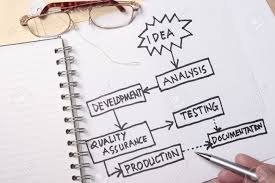 IDEA
ANALYSIS
DEVELOPMENT
TESTING
QUALITY
ASSURANCE
DOCUMENTATION
PRODUCTION